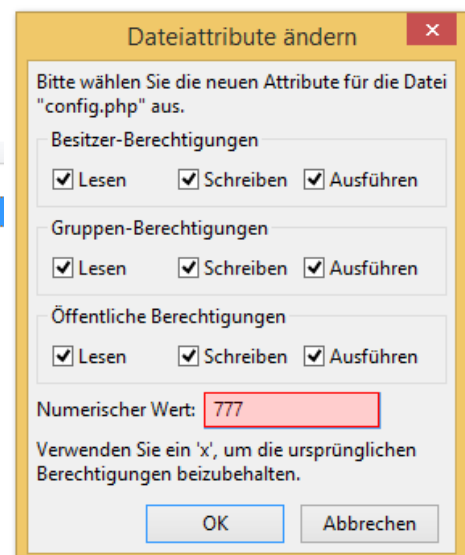 Dateiattribute ändern
Bitte wählen Sie die neuen Attribute für die Datei
"config.php" aus.
Besitzer-Berechtigungen
Lesen Schreiben Ausführen
Gruppen-Berechtigungen
Lesen Schreiben Ausführen
Öffentliche Berechtigungen
Lesen Schreiben Ausführen
Numerischer Wert: 777
Verwenden Sie ein 'x', um die ursprünglichen
Berechtigungen beizubehalten.
OK Abbrechen